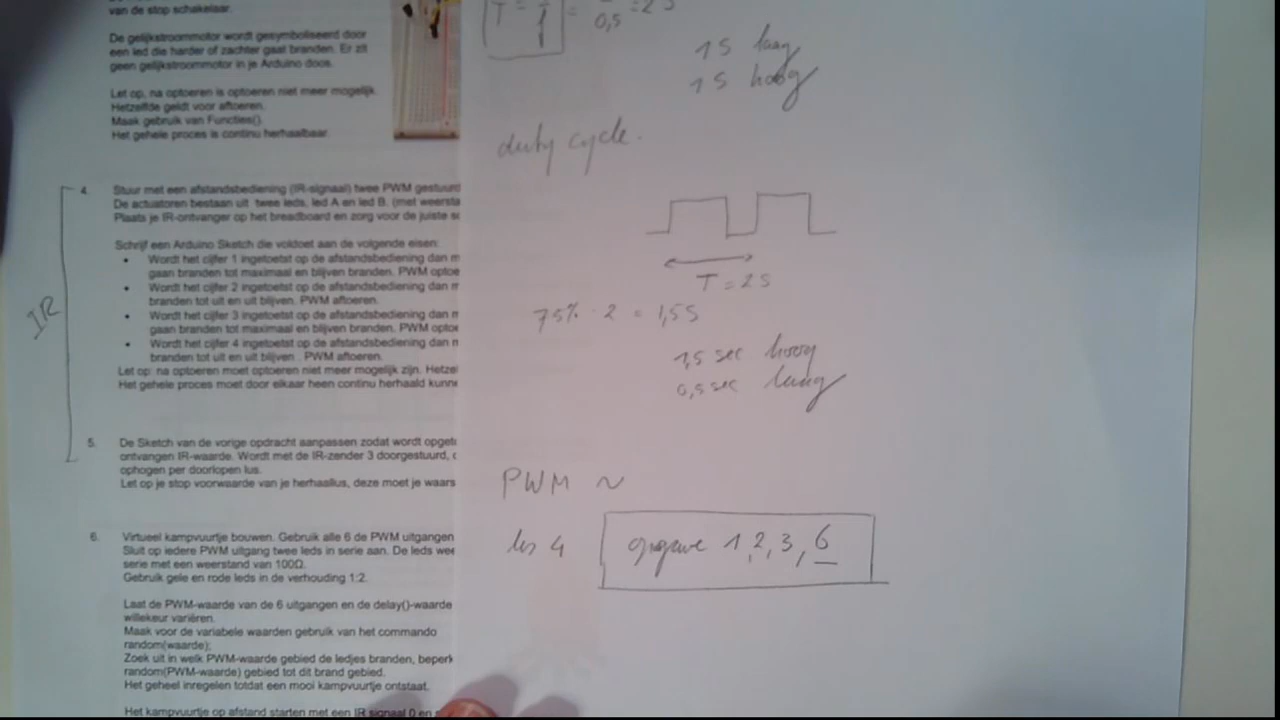 van de stop schakelaar.
De gelijkstroommotor wordt gesymboliseerd door
een led die harder of zachter gaat branden. Er zit
geen gelijkstroommotor in je Arduino doos.
Let op, na optoeren is optoeren niet meer mogelijk.
Hetzelfde geldt voor aftoeren.
Maak gebruik van Functies().
Het gehele proces is continu herhaalbaar.
4. Stuur met een afstandsbediening (IR-signaal) twee PWM gestuurd
De actuatoren bestaan uit twee leds, led A en led B. (met weersta
Plaats je IR-ontvanger op het breadboard en zorg voor de juiste
Schrijf een Arduino Sketch die voldoet aan de volgende eisen:
• Wordt het cijfer 1 ingetoetst op de afstandsbediening dan m
gaan branden tot maximaal en blijven branden. PWM optoe
• Wordt het cijfer 2 ingetoetst op de afstandsbediening dan m
branden tot uit en uit blijven. PWM aftoeren.
• Wordt het cijfer 3 ingetoetst op de afstandsbediening dan m
gaan branden tot maximaal en blijven branden. PWM optoe
• Wordt het cijfer 4 ingetoetst op de afstandsbediening dan m
branden tot uit en uit blijven . PWM aftoeren.
Let op: na optoeren moet optoeren niet meer mogelijk zijn. Hetzel
Het gehele proces moet door elkaar heen continu herhaald kunne
5. De Sketch van de vorige opdracht aanpassen zodat wordt opget
ontvangen IR-waarde. Wordt met de IR-zender 3 doorgestuurd,
ophogen per doorlopen lus.
Let op je stop voorwaarde van je herhaallus, deze moet je waars
6. Virtueel kampvuurtje bouwen. Gebruik alle 6 de PWM uitgangen
Sluit op iedere PWM uitgang twee leds in serie aan. De leds wee
serie met een weerstand van 100Ω.
Gebruik gele en rode leds in de verhouding 1:2.
Laat de PWM-waarde van de 6 uitgangen en de delay()-waarde
willekeur variëren.
Maak voor de variabele waarden gebruik van het commando
random(waarde);
Zoek uit in welk PWM-waarde gebied de ledjes branden, beperk
random(PWM-waarde) gebied tot dit brand gebied.
Het geheel inregelen totdat een mooi kampvuurtje ontstaat.
Het kampvuurtje op afstand starten met een IR signaal 0 en
IR
T = 1/f = /0,5 = 2 S
1 S laag
1 S hoog
duty cycle.
T = 2 S
75% · 2 = 1,5 S
1,5 sec hoog
0,5 sec laag
PWM ~
les 4 opgave 1, 2, 3, 6